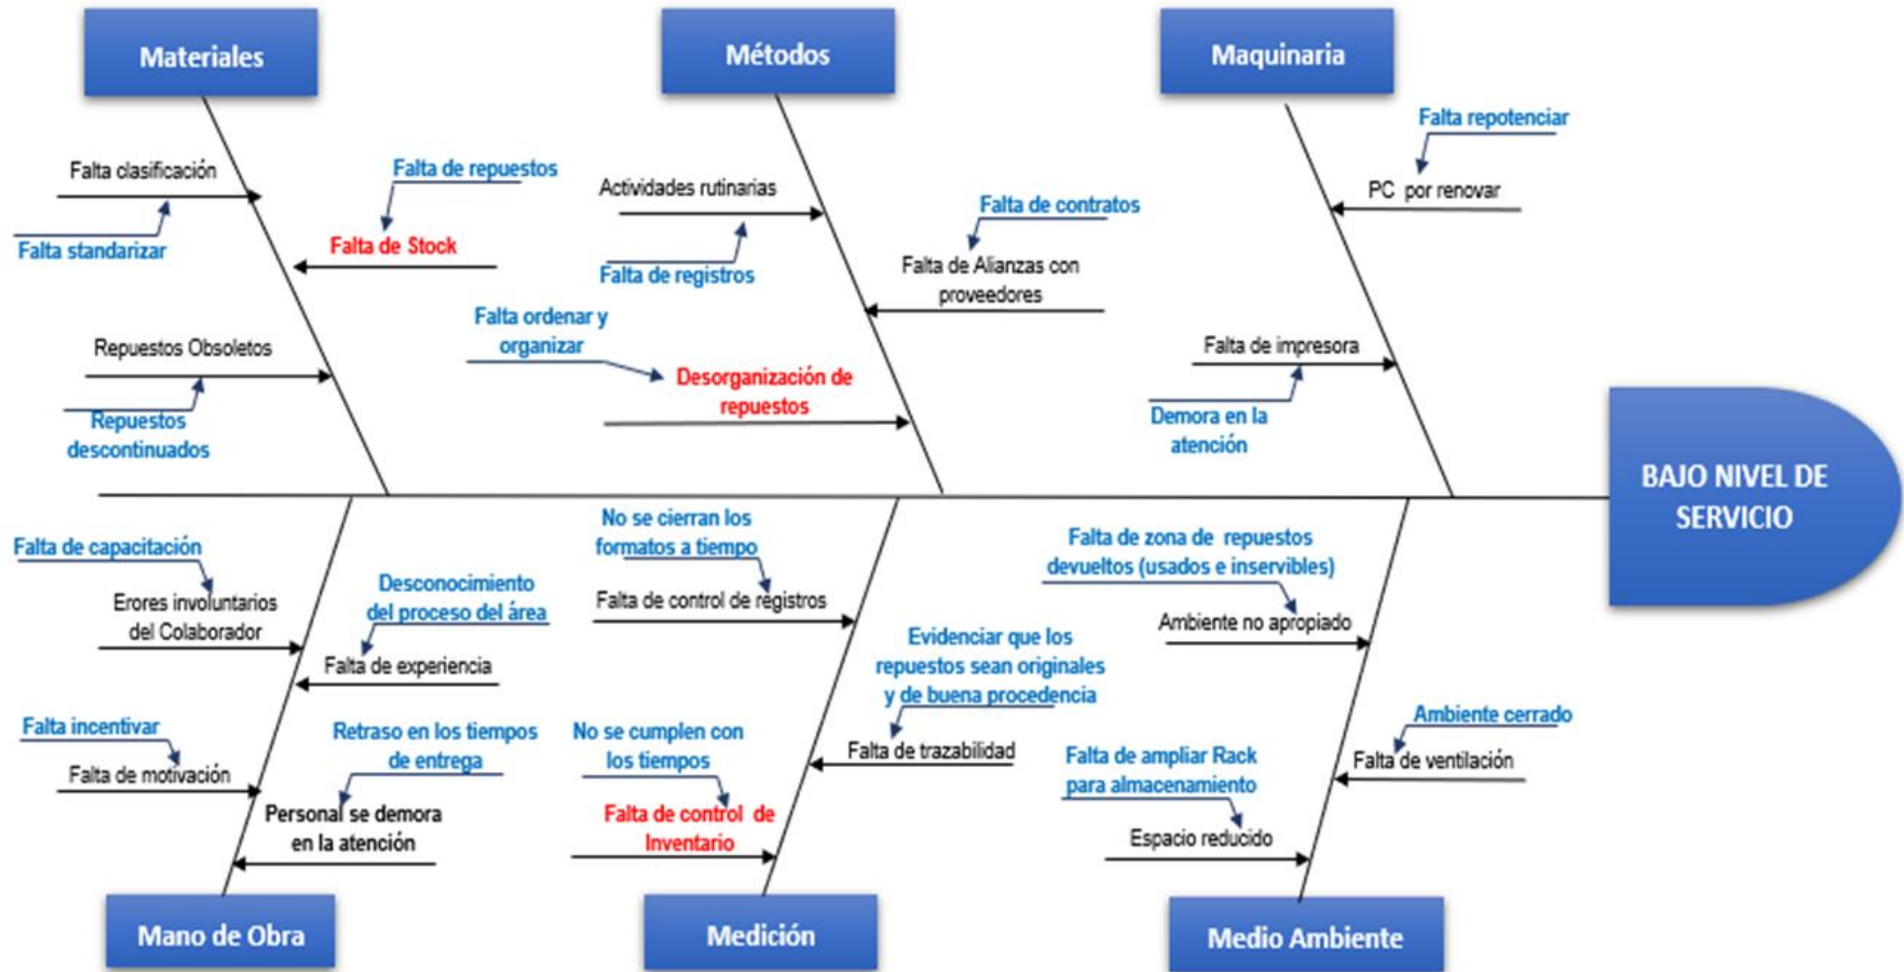 Materiales
Métodos
Maquinaria
Falta clasificación
Falta standarizar
Falta de repuestos
Falta de Stock
Repuestos Obsoletos
Repuestos
descontinuados
Actividades rutinarias
Falta de registros
Falta de contratos
Falta de Alianzas con
proveedores
Falta ordenar y
organizar
Desorganización de
repuestos
Falta repotenciar
PC por renovar
Falta de impresora
Demora en la
atención
BAJO NIVEL DE
SERVICIO
Falta de capacitación
Erores involuntarios
del Colaborador
Desconocimiento
del proceso del área
Falta de experiencia
Falta incentivar
Falta de motivación
Retraso en los tiempos
de entrega
Personal se demora
en la atención
No se cierran los
formatos a tiempo
Falta de control de registros
Evidenciar que los
repuestos sean originales
y de buena procedencia
Falta de trazabilidad
No se cumplen con
los tiempos
Falta de control de
Inventario
Falta de zona de repuestos
devueltos (usados e inservibles)
Ambiente no apropiado
Ambiente cerrado
Falta de ventilación
Falta de ampliar Rack
para almacenamiento
Espacio reducido
Mano de Obra
Medición
Medio Ambiente